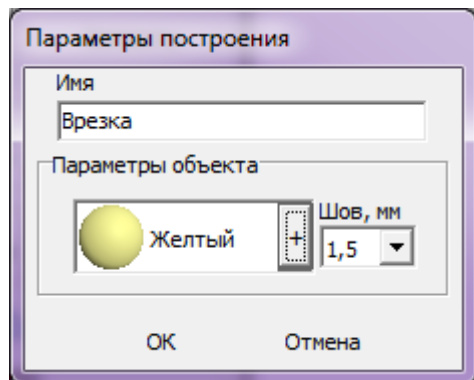 Параметры построения
Имя
Врезка
Параметры объекта
Шов, мм
Желтый + 1,5
ОК Отмена